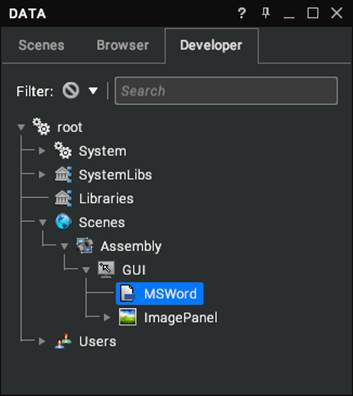 DATA ?
Scenes Browser Developer
Filter: Search
root
System
SystemLibs
Libraries
Scenes
Assembly
GUI
MSWord
ImagePanel
Users